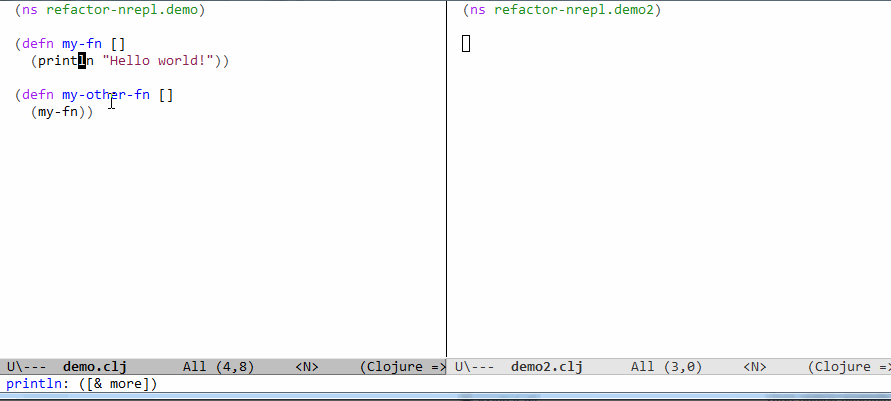 (ns refactor-nrepl.demo)
(defn my-fn []
  (println "Hello world!"))
(defn my-other-fn []
  (my-fn))
(ns refactor-nrepl.demo2)
U\---  demo.clj       All (4,8)     <N>     (Clojure =>
U\---  demo2.clj      All (3,0)     <N>     (Clojure =>
println: ([& more])